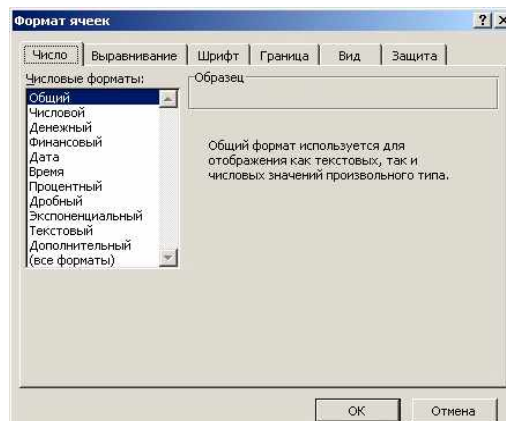 Формат ячеек
Число Выравнивание Шрифт Граница Вид Защита
Числовые форматы:
Образец
Общий
Числовой
Денежный
Финансовый
Дата
Время
Процентный
Дробный
Экспоненциальный
Текстовый
Дополнительный
(все форматы)
Общий формат используется для
отображения как текстовых, так и
числовых значений произвольного типа.
ОК Отмена